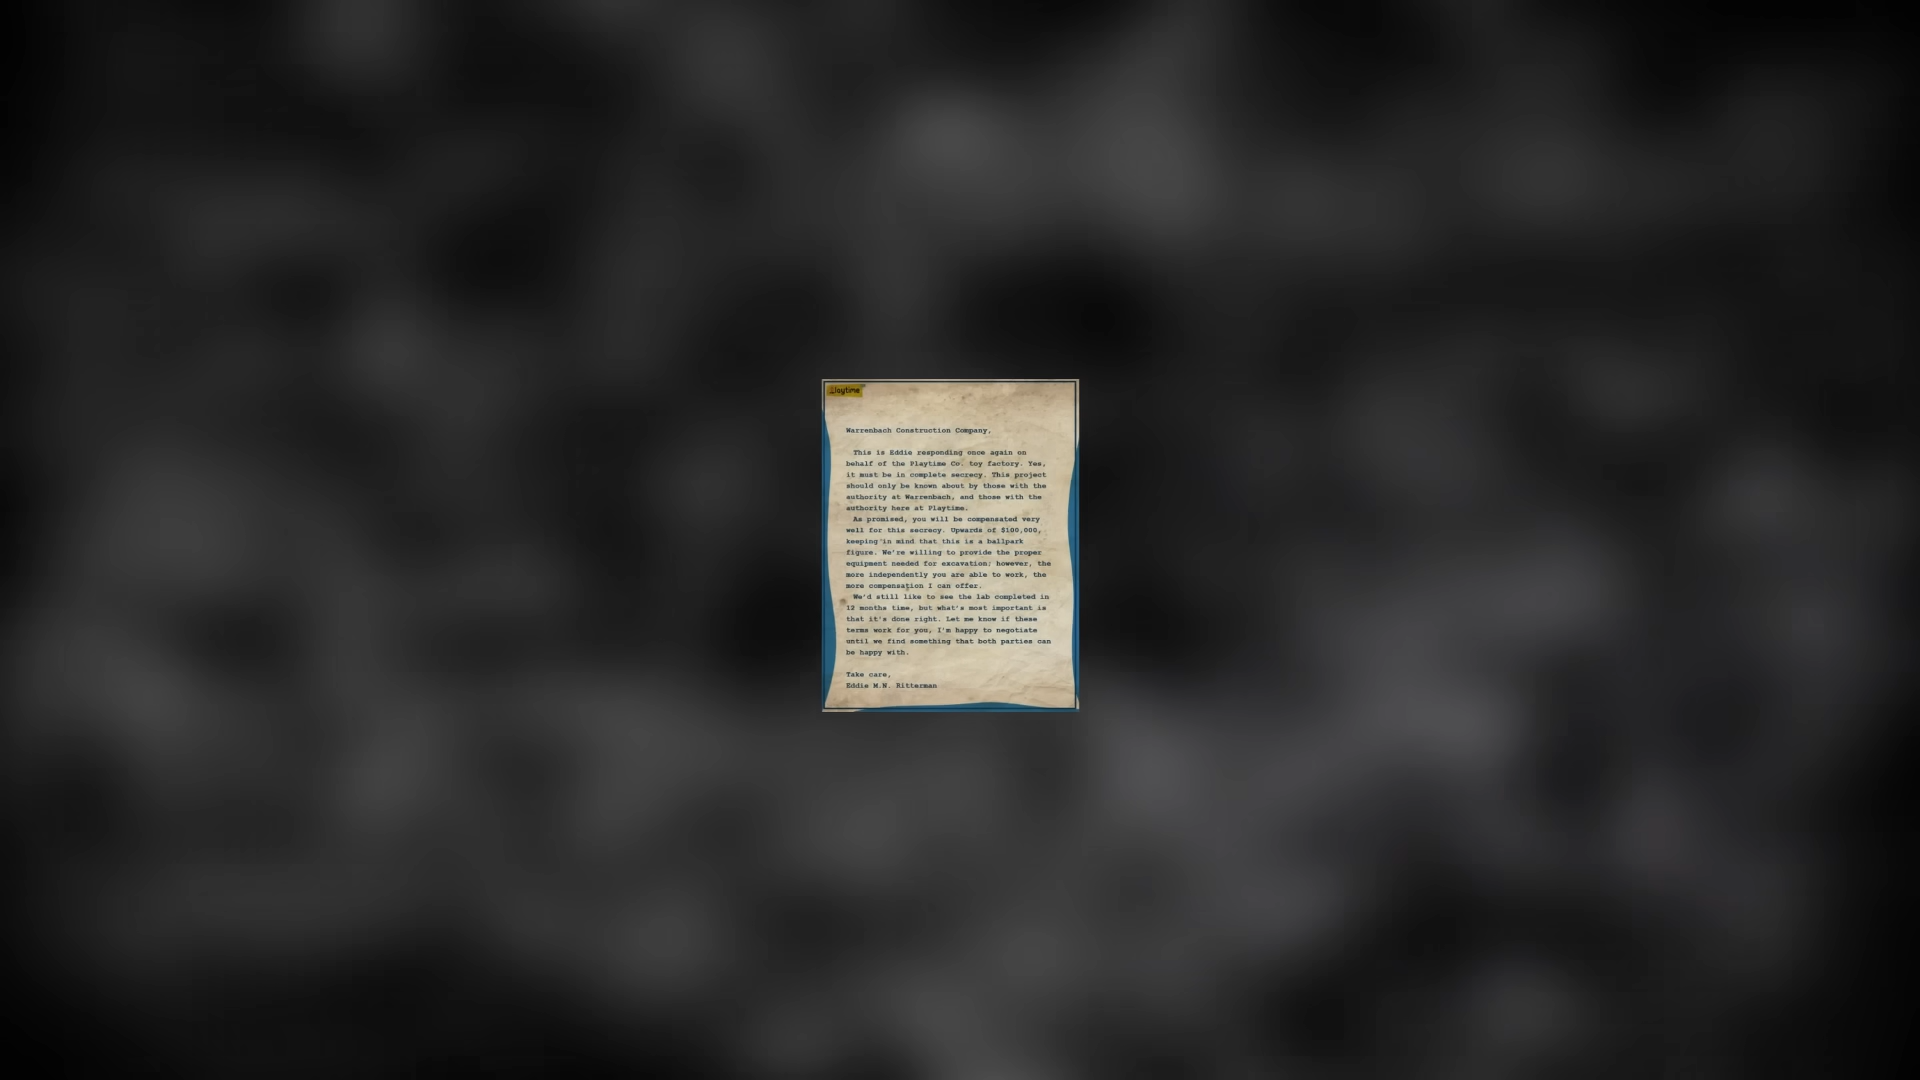 Playtime
Warrenbach Construction Company,
This is Eddie responding once again on
behalf of the Playtime Co. toy factory. Yes,
it must be in complete secrecy. This project
should only be known about by those with the
authority at Warrenbach, and those with the
authority here at Playtime.
As promised, you will be compensated very
well for this secrecy. Upwards of $100,000,
keeping in mind that this is a ballpark
figure. We're willing to provide the proper
equipment needed for excavation; however, the
more independently you are able to work, the
more compensation I can offer.
We'd still like to see the lab completed in
12 months time, but what's most important is
that it's done right. Let me know if these
terms work for you, I'm happy to negotiate
until we find something that both parties can
be happy with.
Take care,
Eddie M.N. Ritterman